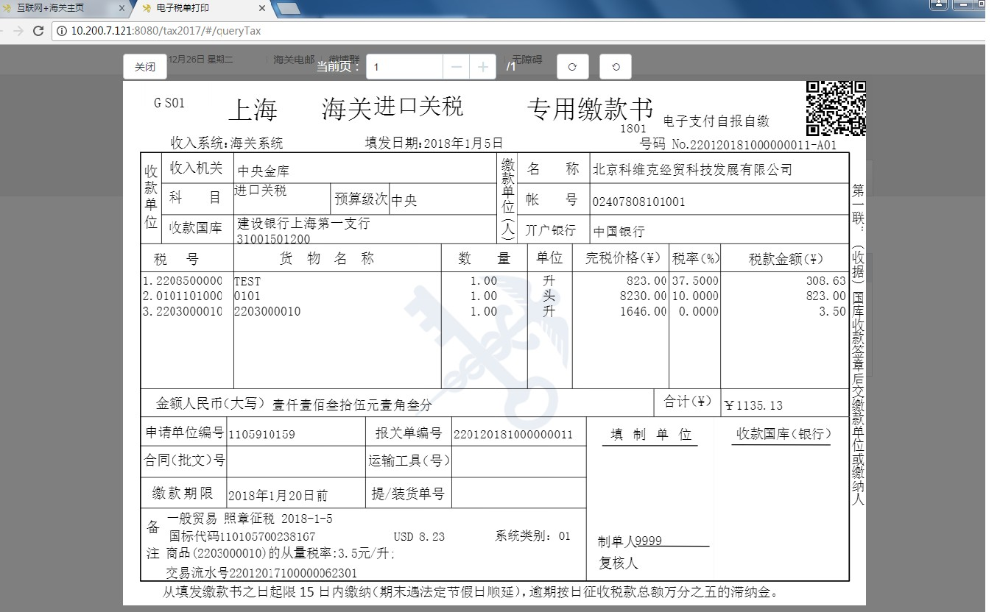 互联网+海关主页
电子税单打印
10.200.7.121:8080/tax2017/#/queryTax
12月26日 星期二
海关电邮
微博群
无障碍
关闭
当前页： 1 /1
G S01
上海 海关进口关税 专用缴款书
1801 电子支付自报自缴
收入系统:海关系统 填发日期:2018年1月5日 号码 No.220120181000000011-A01
收款单位
收入机关 中央金库
科 目 进口关税 预算级次 中央
收款国库 建设银行上海第一支行
31001501200
缴款单位(人)
名 称 北京科维克经贸科技发展有限公司
帐 号 02407808101001
开户银行 中国银行
税 号 货 物 名 称 数 量 单位 完税价格(¥) 税率(%) 税款金额(¥)
1.2208500000 TEST 1.00 升 823.00 37.5000 308.63
2.0101101000 0101 1.00 头 8230.00 10.0000 823.00
3.2203000010 2203000010 1.00 升 1646.00 0.0000 3.50
金额人民币(大写) 壹仟壹佰叁拾伍元壹角叁分 合计(¥) ¥1135.13
申请单位编号 1105910159 报关单编号 220120181000000011 填 制 单 位 收款国库(银行)
合同(批文)号 运输工具(号)
缴款期限 2018年1月20日前 提/装货单号
备注
一般贸易 照章征税 2018-1-5
国标代码110105700238167 USD 8.23 系统类别: 01
商品(2203000010)的从量税率:3.5元/升;
交易流水号22012017100000062301
制单人9999
复核人
第一联：(收据)国库收款签章后交缴款单位或缴纳人
从填发缴款书之日起限 15 日内缴纳(期末遇法定节假日顺延),逾期按日征收税款总额万分之五的滞纳金。